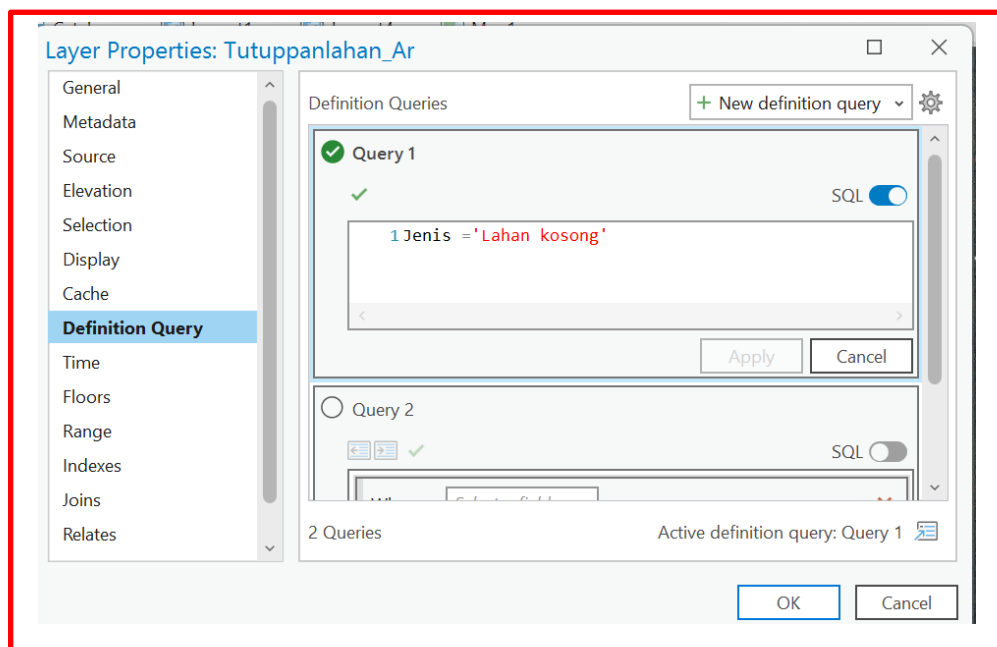 Layer Properties: Tutuppanlahan_Ar
General
Metadata
Source
Elevation
Selection
Display
Cache
Definition Query
Time
Floors
Range
Indexes
Joins
Relates
Definition Queries
+ New definition query
Query 1
SQL
1 Jenis ='Lahan kosong'
Apply
Cancel
Query 2
SQL
2 Queries
Active definition query: Query 1
OK
Cancel